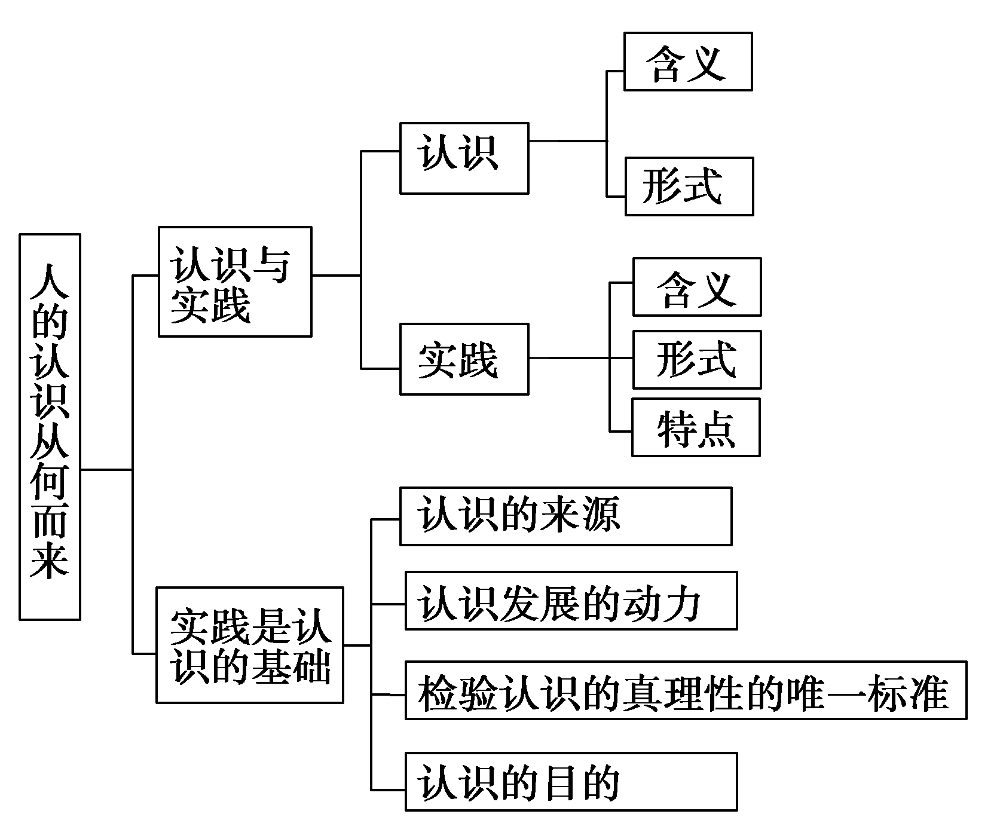 人的认识从何而来
认识与
实践
认识
含义
形式
实践
含义
形式
特点
实践是认
识的基础
认识的来源
认识发展的动力
检验认识的真理性的唯一标准
认识的目的